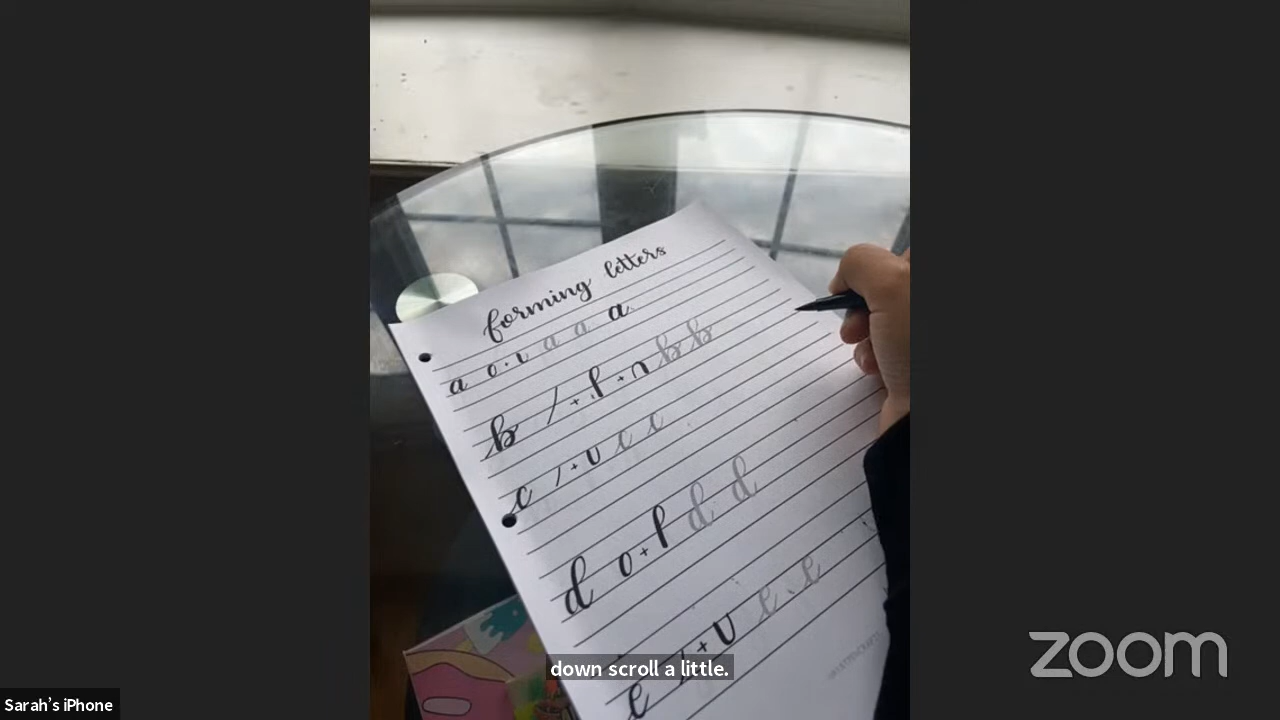 forming letters
a o + ı a a a
b / + l + n b b
c / + υ c c
d o + l d d
e / + υ e e
down scroll a little.
Sarah's iPhone
zoom